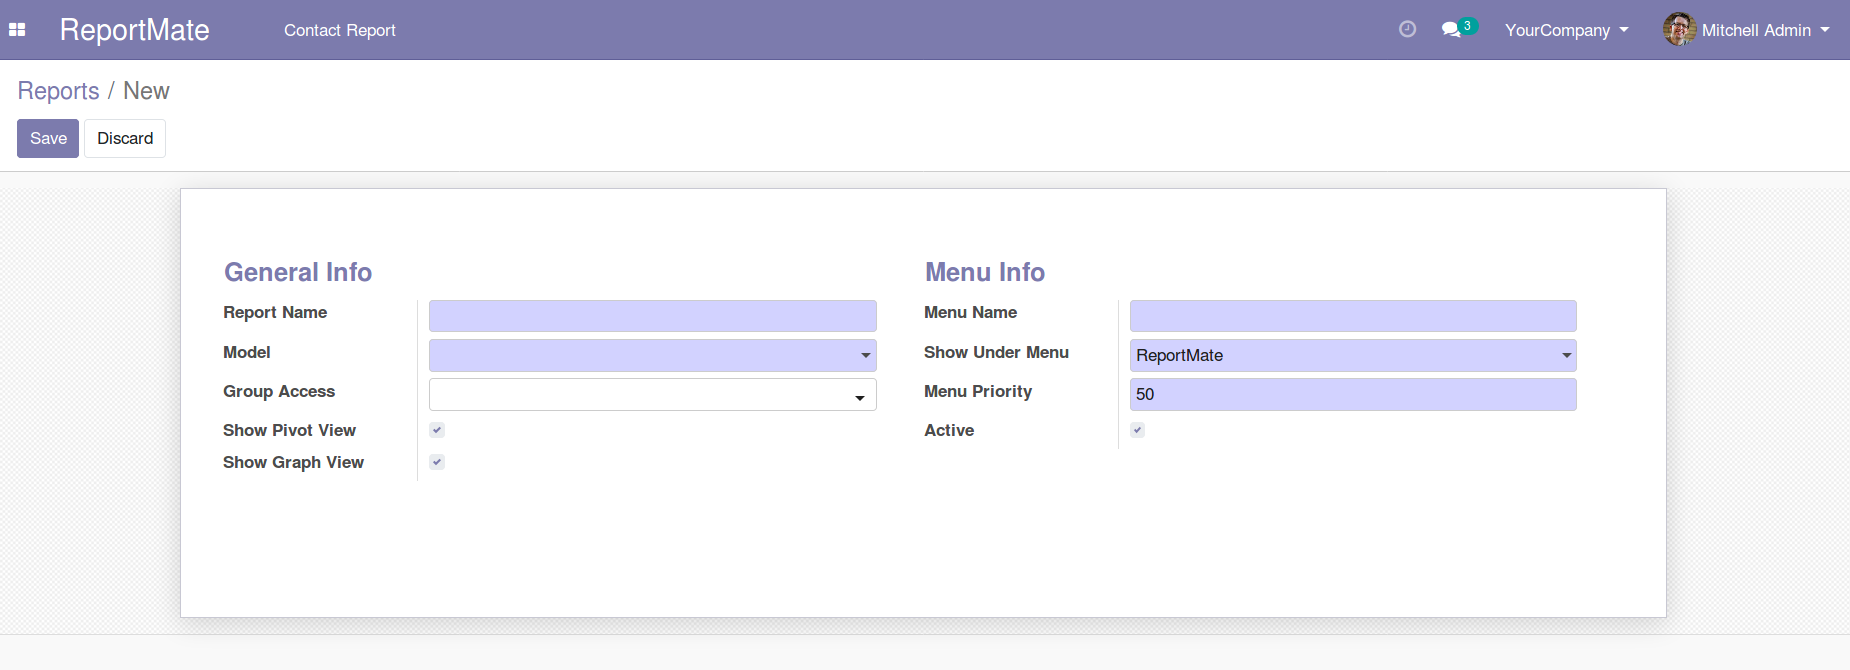 ReportMate Contact Report 3 YourCompany Mitchell Admin
Reports / New
Save Discard
General Info
Report Name
Model
Group Access
Show Pivot View
Show Graph View
Menu Info
Menu Name
Show Under Menu ReportMate
Menu Priority 50
Active